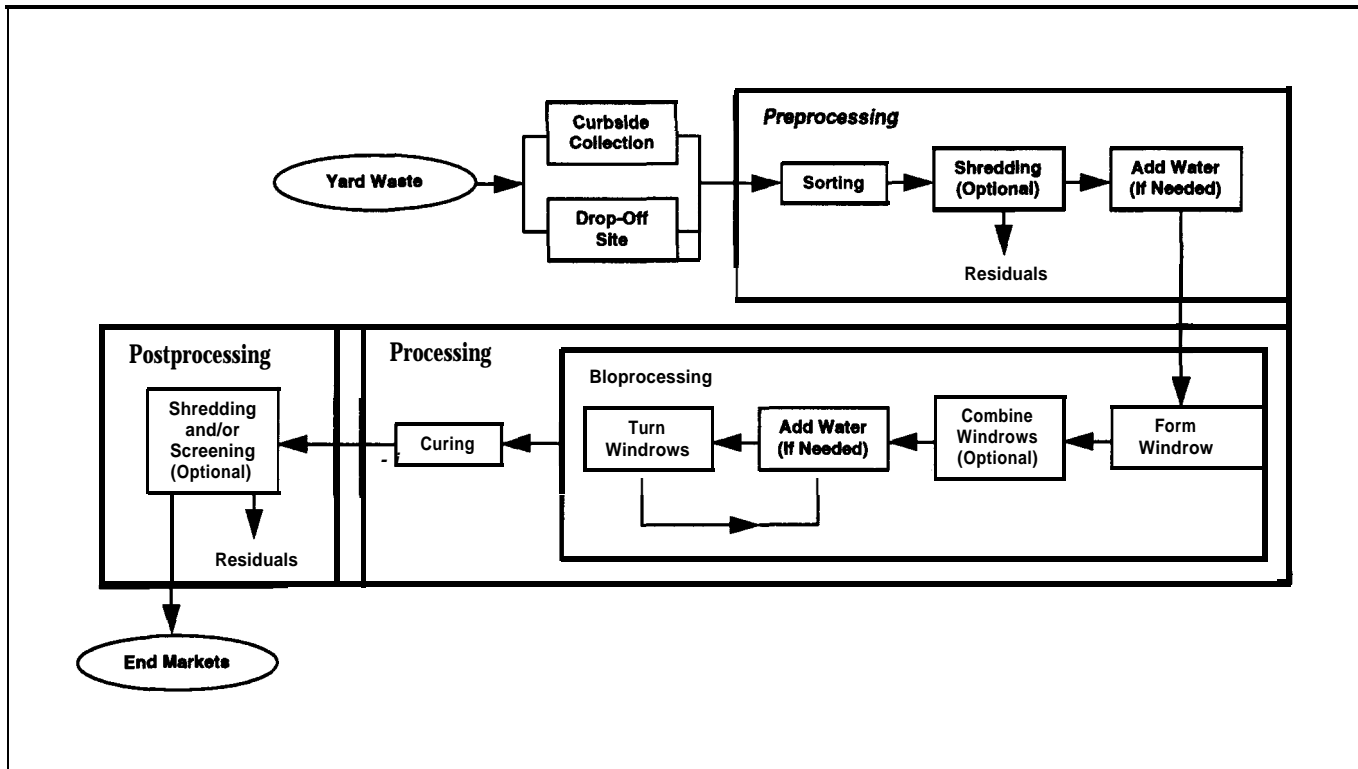 Preprocessing
Curbside
Collection
Yard Waste
Drop-Off
Site
Sorting
Shredding
(Optional)
Add Water
(If Needed)
Residuals
Postprocessing
Processing
Bloprocessing
Shredding
and/or
Screening
(Optional)
Curing
Turn
Windrows
Add Water
(If Needed)
Combine
Windrows
(Optional)
Form
Windrow
Residuals
End Markets